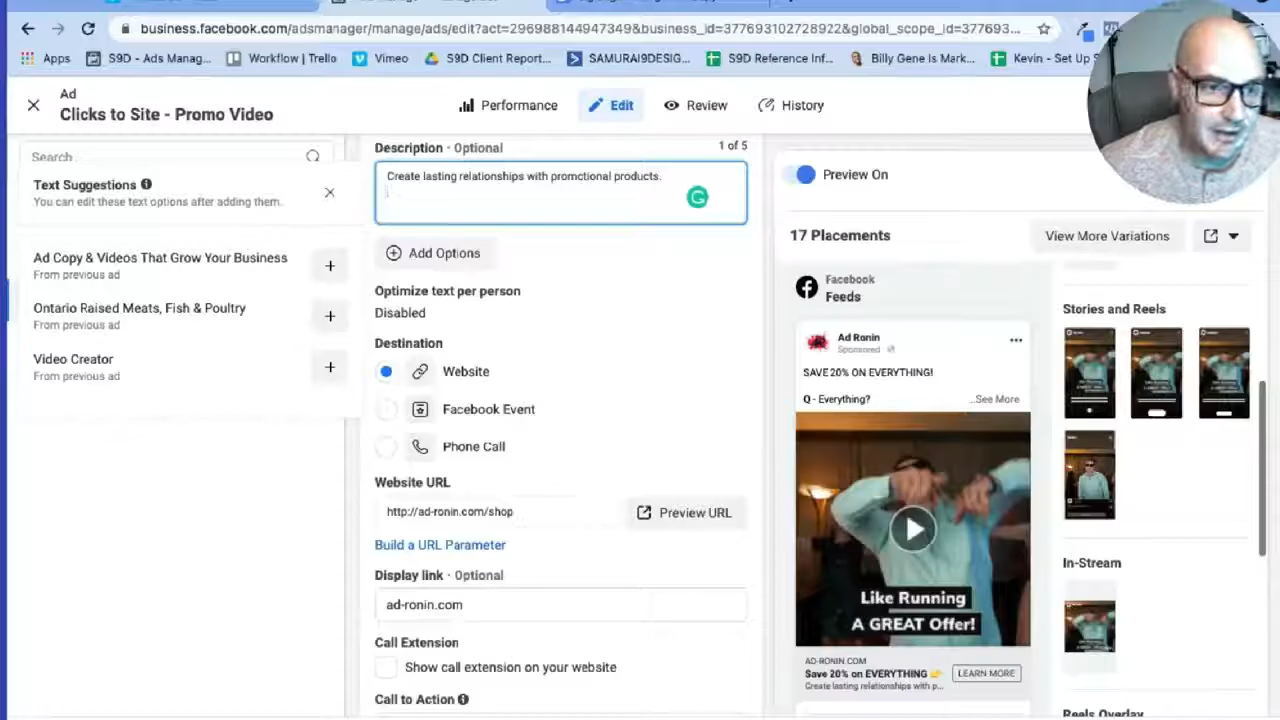 business.facebook.com/adsmanager/manage/ads/edit?act=296988144947349&business_id=377693102728922&global_scope_id=377693...
Apps
S9D - Ads Manag...
Workflow | Trello
Vimeo
S9D Client Report...
SAMURAI9DESIG...
S9D Reference Inf...
Billy Gene Is Mark...
Kevin - Set Up S
Ad
Clicks to Site - Promo Video
Performance
Edit
Review
History
Search
Text Suggestions
You can edit these text options after adding them.
Ad Copy & Videos That Grow Your Business
From previous ad
Ontario Raised Meats, Fish & Poultry
From previous ad
Video Creator
From previous ad
Description · Optional
1 of 5
Create lasting relationships with promotional products.
Add Options
Optimize text per person
Disabled
Destination
Website
Facebook Event
Phone Call
Website URL
http://ad-ronin.com/shop
Preview URL
Build a URL Parameter
Display link · Optional
ad-ronin.com
Call Extension
Show call extension on your website
Call to Action
Preview On
17 Placements
View More Variations
Facebook
Feeds
Ad Ronin
Sponsored
SAVE 20% ON EVERYTHING!
Q - Everything?
...See More
Like Running
A GREAT Offer!
AD-RONIN.COM
Save 20% on EVERYTHING
Create lasting relationships with p...
LEARN MORE
Stories and Reels
In-Stream
Reels Overlay